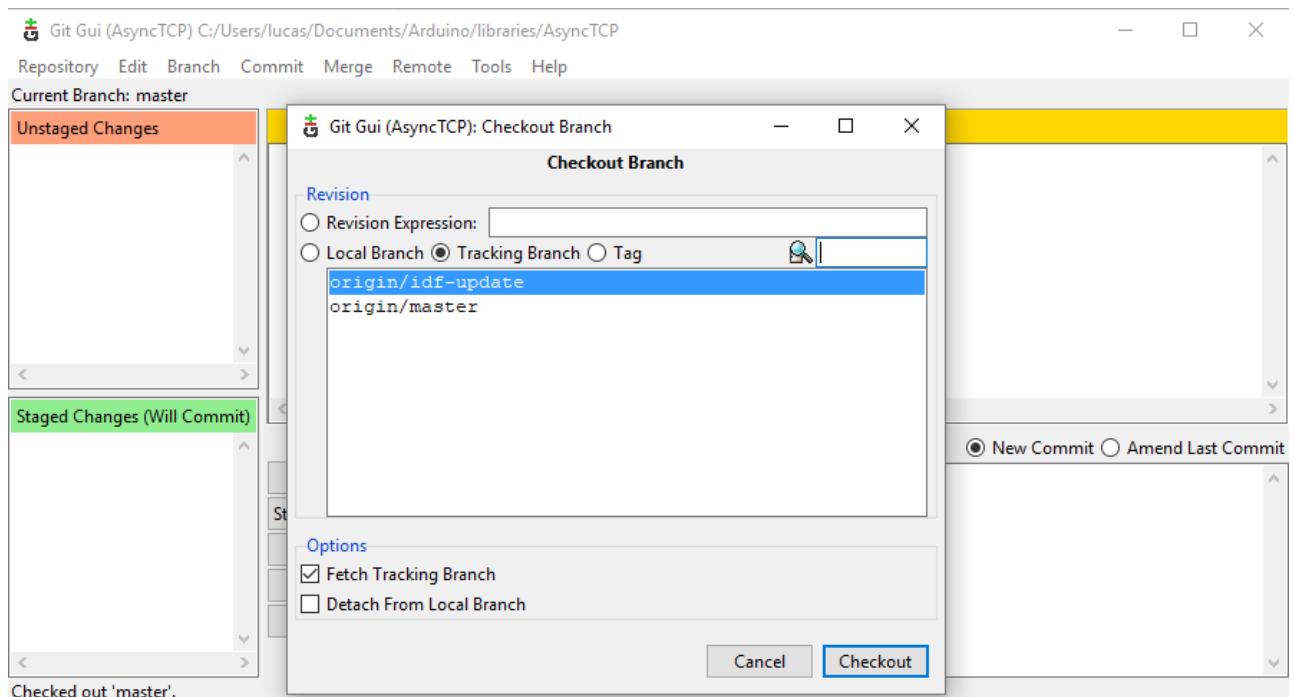 Git Gui (AsyncTCP) C:/Users/lucas/Documents/Arduino/libraries/AsyncTCP
Repository Edit Branch Commit Merge Remote Tools Help
Current Branch: master
Unstaged Changes
Git Gui (AsyncTCP): Checkout Branch
Checkout Branch
Revision
Revision Expression:
Local Branch Tracking Branch Tag
origin/idf-update
origin/master
Staged Changes (Will Commit)
New Commit Amend Last Commit
St
Options
Fetch Tracking Branch
Detach From Local Branch
Cancel Checkout
Checked out 'master'.